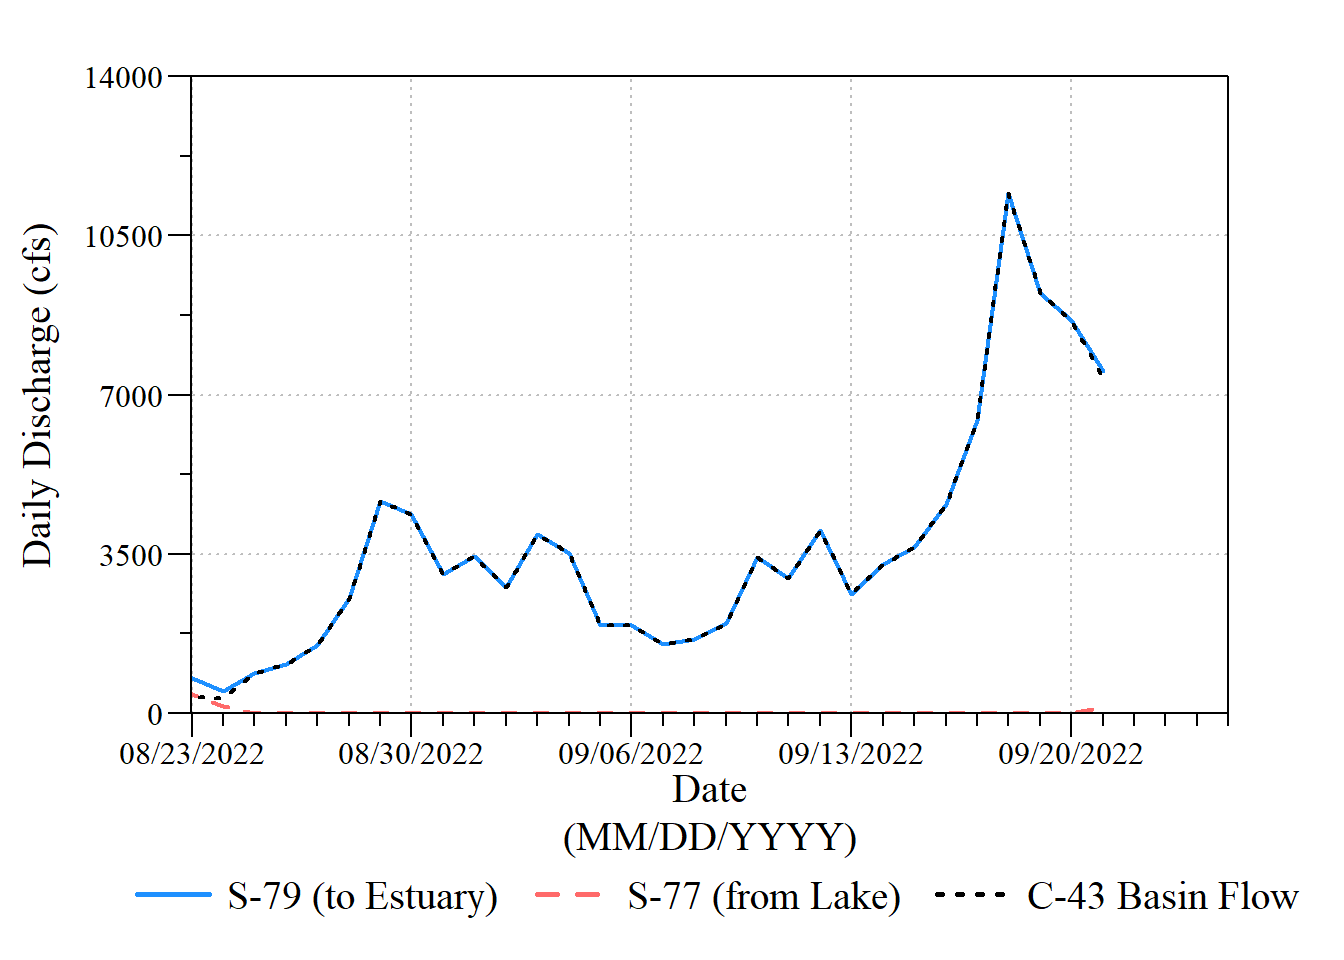 14000
10500
7000
3500
0
Daily Discharge (cfs)
08/23/2022 08/30/2022 09/06/2022 09/13/2022 09/20/2022
Date
(MM/DD/YYYY)
S-79 (to Estuary) S-77 (from Lake) C-43 Basin Flow